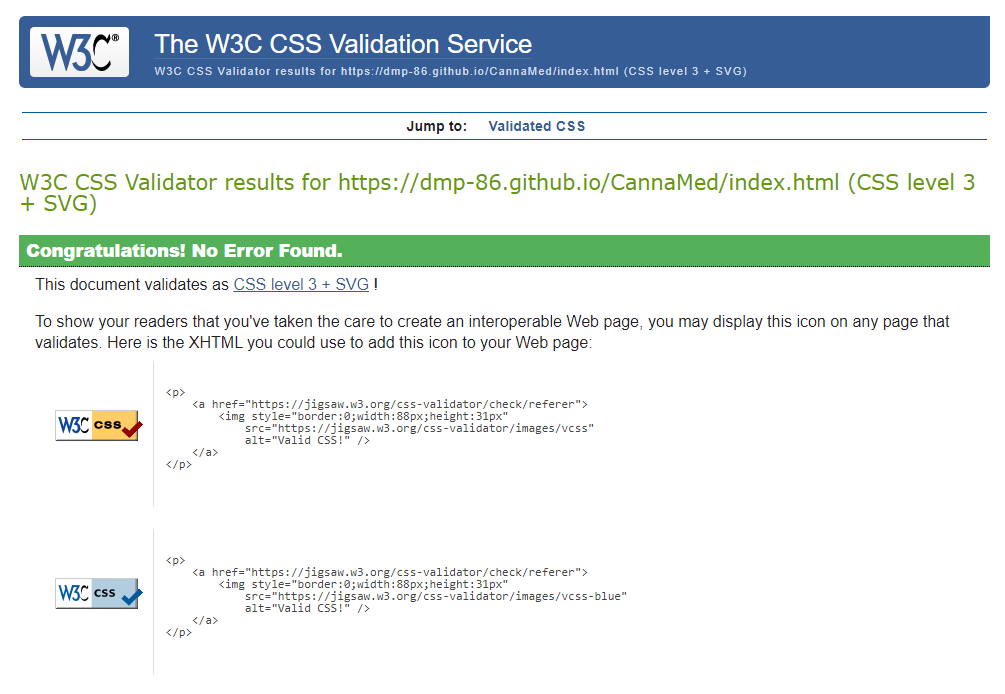 W3C® The W3C CSS Validation Service
W3C CSS Validator results for https://dmp-86.github.io/CannaMed/index.html (CSS level 3 + SVG)
Jump to: Validated CSS
W3C CSS Validator results for https://dmp-86.github.io/CannaMed/index.html (CSS level 3
+ SVG)
Congratulations! No Error Found.
This document validates as CSS level 3 + SVG !
To show your readers that you've taken the care to create an interoperable Web page, you may display this icon on any page that
validates. Here is the XHTML you could use to add this icon to your Web page:
W3C css
<p>
    <a href="https://jigsaw.w3.org/css-validator/check/referer">
        <img style="border:0;width:88px;height:31px"
            src="https://jigsaw.w3.org/css-validator/images/vcss"
            alt="Valid CSS!" />
    </a>
</p>
W3C css
<p>
    <a href="https://jigsaw.w3.org/css-validator/check/referer">
        <img style="border:0;width:88px;height:31px"
            src="https://jigsaw.w3.org/css-validator/images/vcss-blue"
            alt="Valid CSS!" />
    </a>
</p>